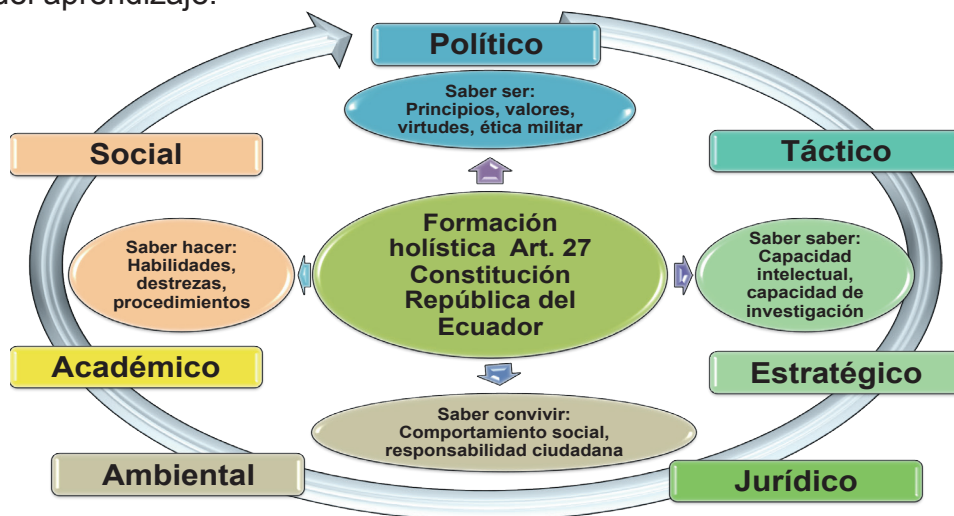 del aprendizaje.
Político
Saber ser:
Principios, valores,
virtudes, ética militar
Social
Táctico
Formación
holística Art. 27
Constitución
República del
Ecuador
Saber hacer:
Habilidades,
destrezas,
procedimientos
Saber saber:
Capacidad
intelectual,
capacidad de
investigación
Académico
Estratégico
Saber convivir:
Comportamiento social,
responsabilidad ciudadana
Ambiental
Jurídico